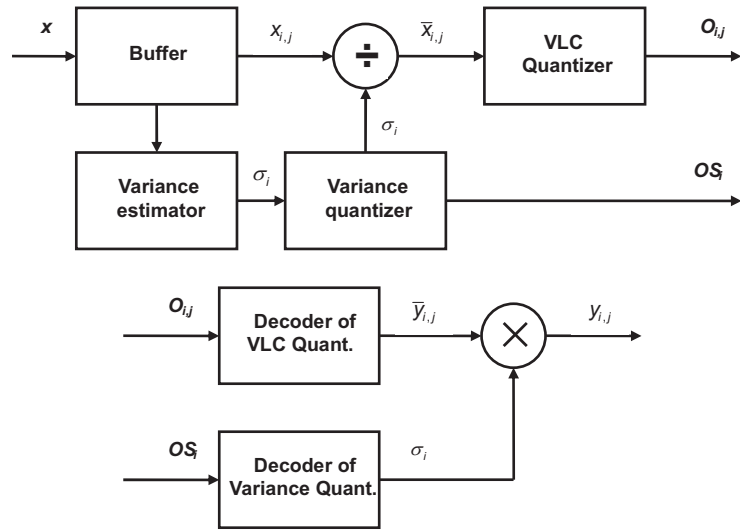 x
Buffer
x_{i,j}
÷
x̄_{i,j}
VLC
Quantizer
O_{i,j}
σ_i
Variance
estimator
σ_i
Variance
quantizer
OS_i
O_{i,j}
Decoder of
VLC Quant.
ȳ_{i,j}
×
y_{i,j}
OS_i
Decoder of
Variance Quant.
σ_i